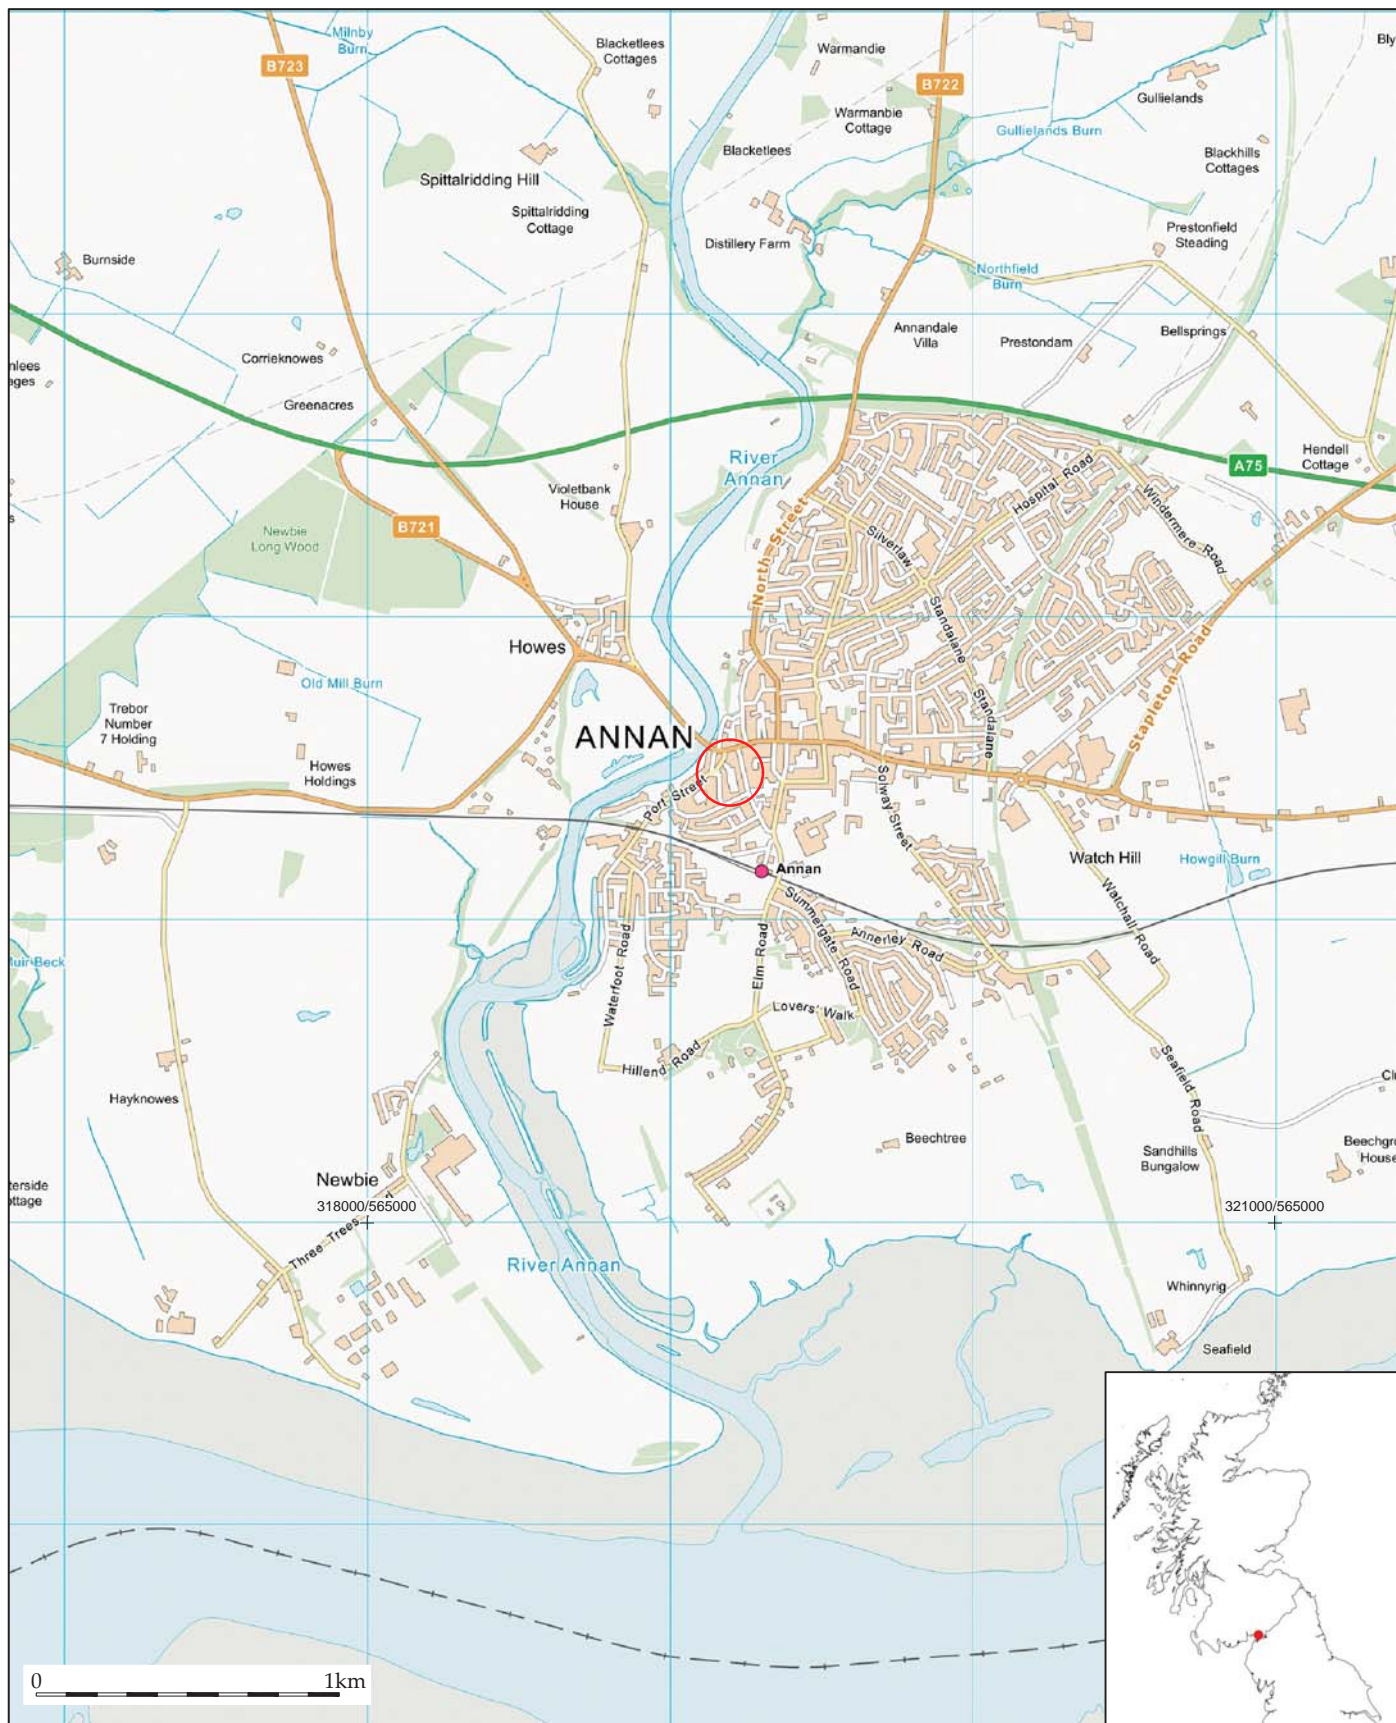 Milnby
Burn
B723
Blacketlees
Cottages
Warmandie
B722
Warmanbie
Cottage
Gullielands
Gullielands Burn
Blacketlees
Blackhills
Cottages
Spittalridding Hill
Spittalridding
Cottage
Distillery Farm
Prestonfield
Steading
Burnside
Northfield
Burn
Annandale
Villa
Prestondam
Bellsprings
Corrieknowes
Greenacres
River
Annan
Hospital Road
A75
Hendell
Cottage
Violetbank
House
Windermere Road
B721
Newbie
Long Wood
North Street
Silverlaw
Standalane
Howes
Old Mill Burn
Stapleton Road
Standalane
Trebor
Number
7 Holding
ANNAN
Howes
Holdings
Port Street
Solway Street
Watch Hill
Howgill Burn
Annan
Summergate Road
Watchall Road
Annerley Road
Elm Road
Waterfoot Road
Muir Beck
Lovers' Walk
Hillend Road
Seafield Road
Hayknowes
Beechtree
Sandhills
Bungalow
Newbie
318000/565000
321000/565000
Three Trees
River Annan
Whinnyrig
Seafield
0
1km